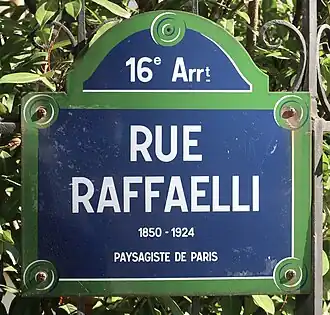 16e Arrt
RUE
RAFFAELLI
1850 - 1924
PAYSAGISTE DE PARIS